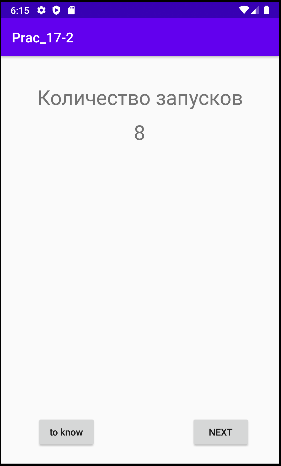 6:15
Prac_17-2
Количество запусков
8
to know
NEXT